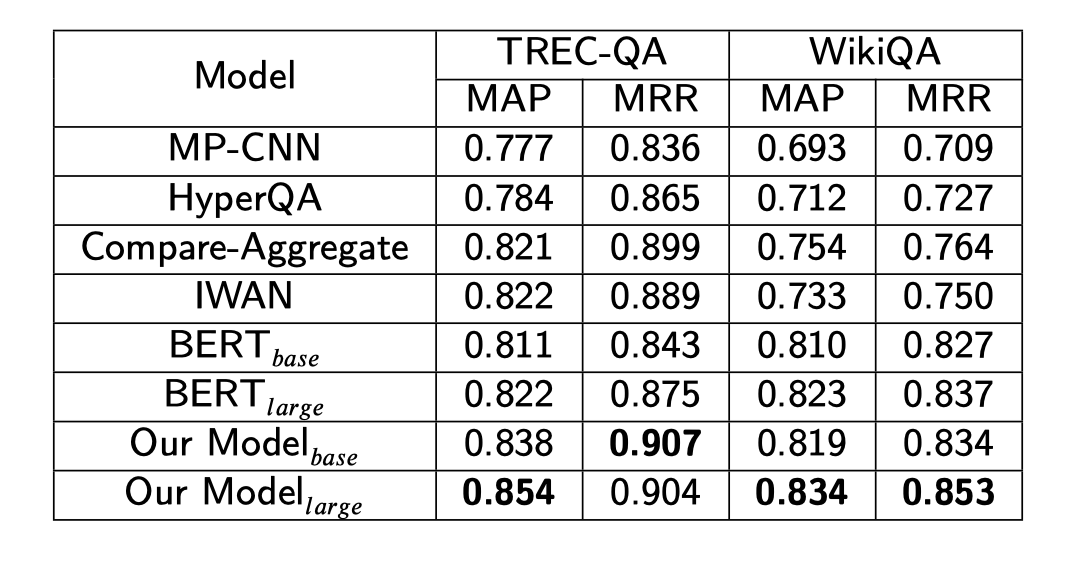 Model TREC-QA WikiQA
MAP MRR MAP MRR
MP-CNN 0.777 0.836 0.693 0.709
HyperQA 0.784 0.865 0.712 0.727
Compare-Aggregate 0.821 0.899 0.754 0.764
IWAN 0.822 0.889 0.733 0.750
BERT base 0.811 0.843 0.810 0.827
BERT large 0.822 0.875 0.823 0.837
Our Model base 0.838 0.907 0.819 0.834
Our Model large 0.854 0.904 0.834 0.853